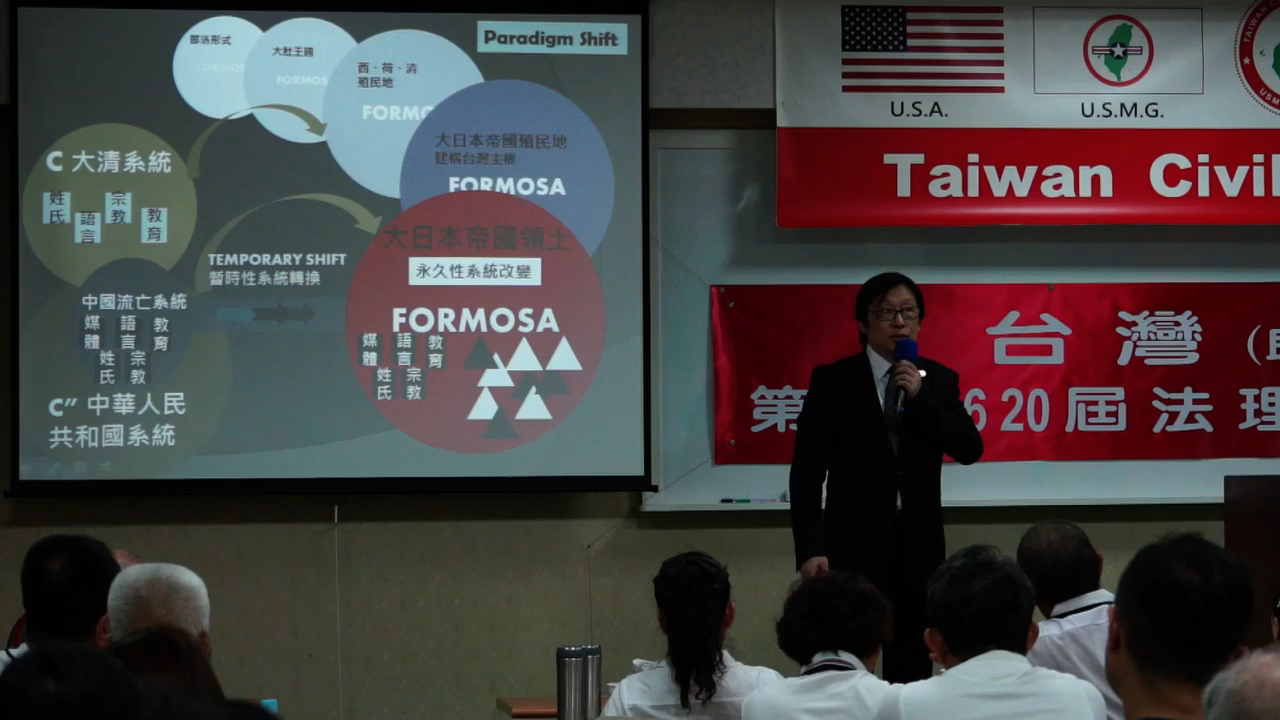 Paradigm Shift
部落形式
FORMOS
大肚王國
FORMOS
西、荷、清
殖民地
FORMO
大日本帝國殖民地
建構台灣主權
FORMOSA
C 大清系統
姓氏
語言
宗教
教育
TEMPORARY SHIFT
暫時性系統轉換
大日本帝國領土
永久性系統改變
FORMOSA
媒體
語言
教育
姓氏
宗教
中國流亡系統
媒體
語言
教育
姓氏
宗教
C” 中華人民
共和國系統
U.S.A.
U.S.M.G.
Taiwan Civil
台灣
第
620屆法理